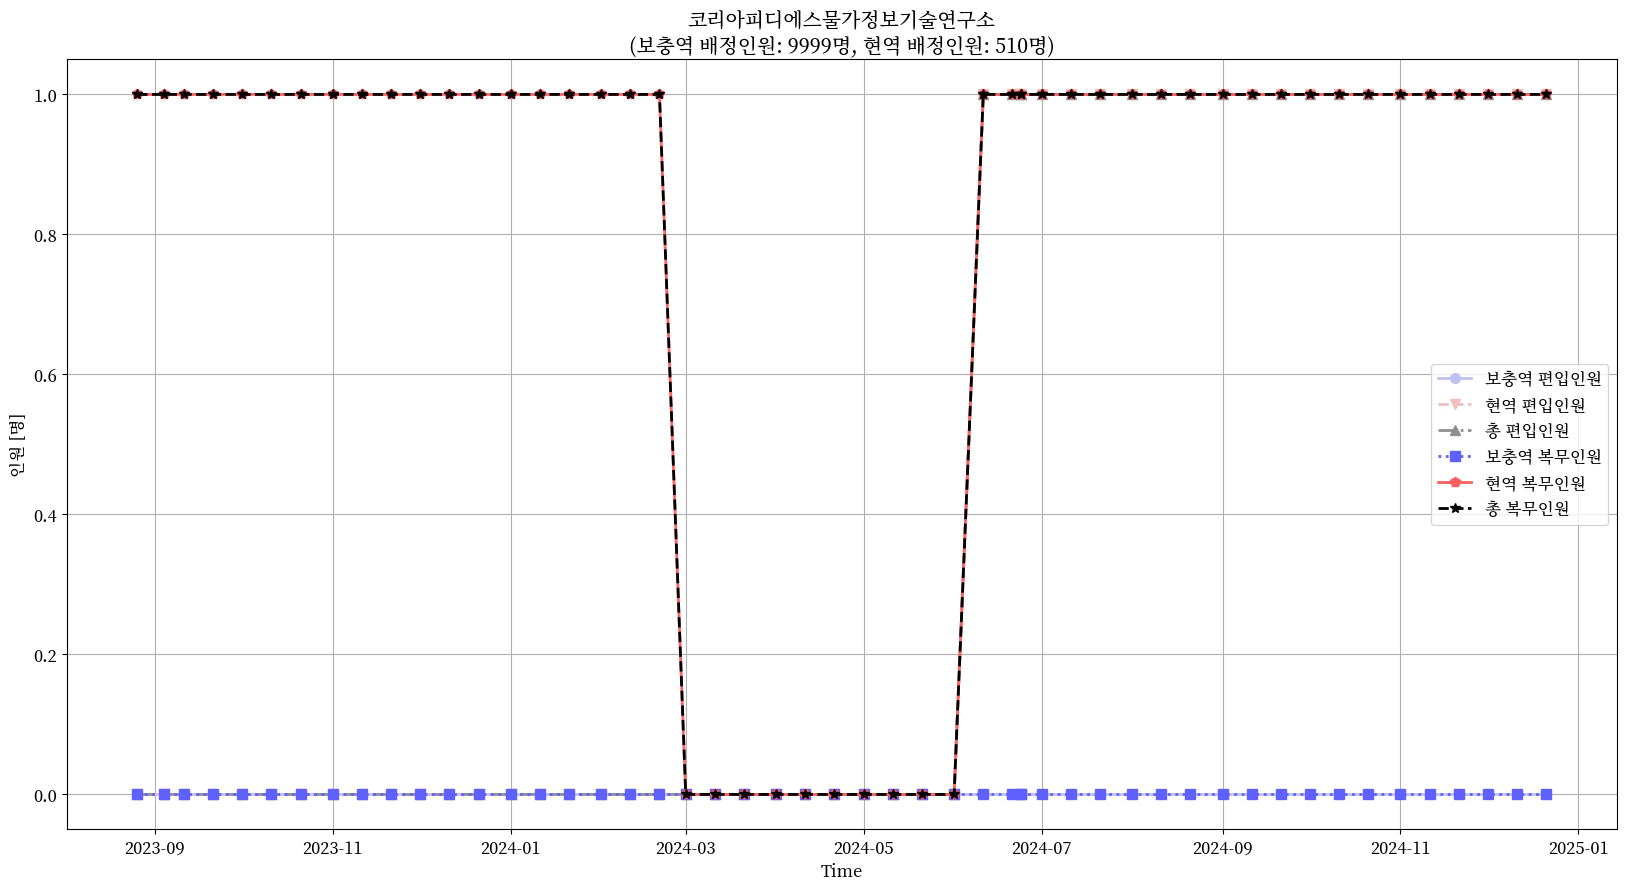 코리아피디에스물가정보기술연구소
(보충역 배정인원: 9999명, 현역 배정인원: 510명)
1.0
0.8
0.6
0.4
0.2
0.0
인원 [명]
보충역 편입인원
현역 편입인원
총 편입인원
보충역 복무인원
현역 복무인원
총 복무인원
2023-09
2023-11
2024-01
2024-03
2024-05
2024-07
2024-09
2024-11
2025-01
Time